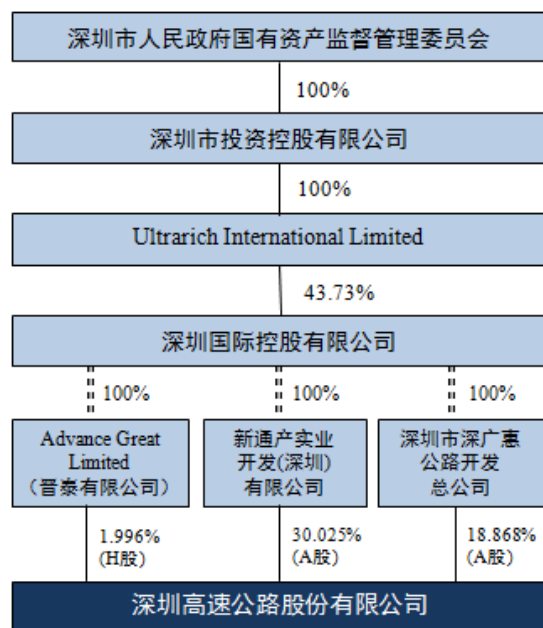 深圳市人民政府国有资产监督管理委员会
100%
深圳市投资控股有限公司
100%
Ultrarich International Limited
43.73%
深圳国际控股有限公司
100%
100%
100%
Advance Great
Limited
（晋泰有限公司）
新通产实业
开发(深圳)
有限公司
深圳市深广惠
公路开发
总公司
1.996%
(H股)
30.025%
(A股)
18.868%
(A股)
深圳高速公路股份有限公司